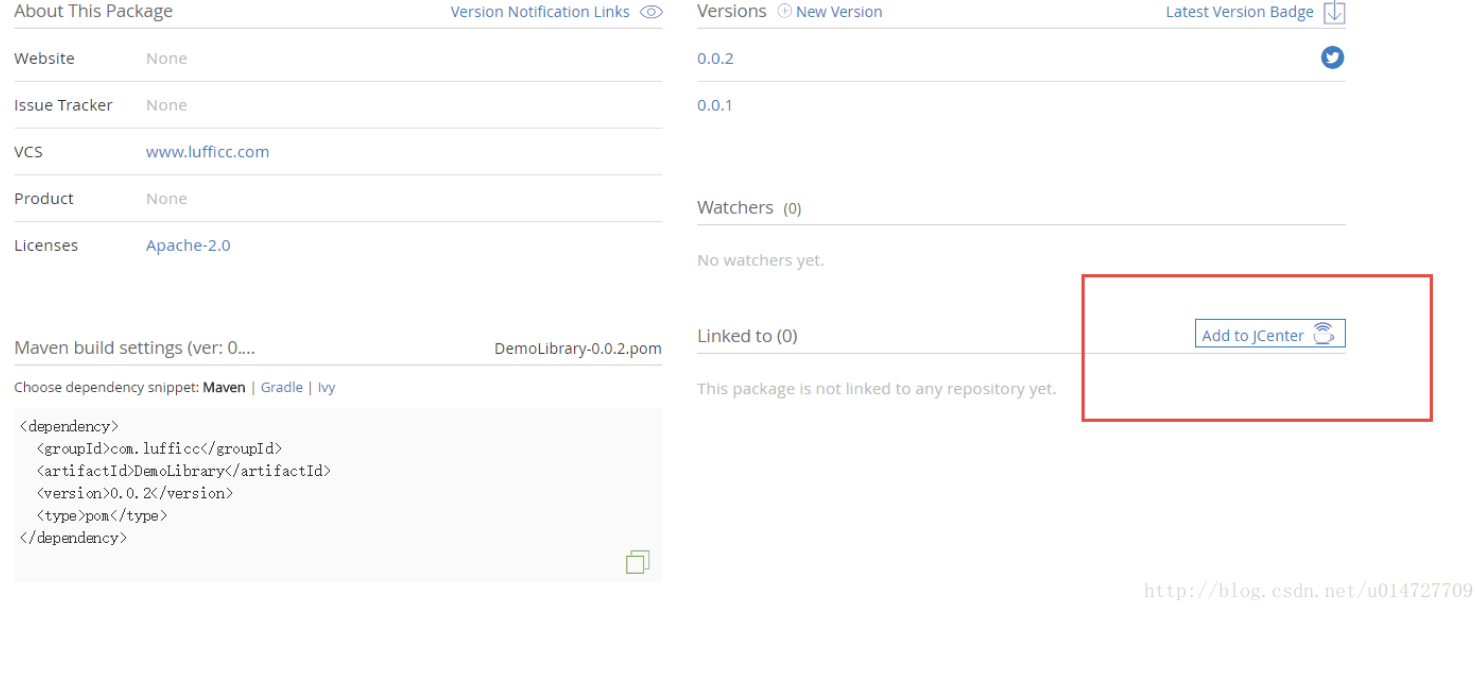 About This Package
Version Notification Links
Website None
Issue Tracker None
VCS www.lufficc.com
Product None
Licenses Apache-2.0
Maven build settings (ver: 0....
DemoLibrary-0.0.2.pom
Choose dependency snippet: Maven | Gradle | Ivy
<dependency>
<groupId>com.lufficc</groupId>
<artifactId>DemoLibrary</artifactId>
<version>0.0.2</version>
<type>pom</type>
</dependency>
Versions New Version
Latest Version Badge
0.0.2
0.0.1
Watchers (0)
No watchers yet.
Linked to (0)
Add to JCenter
This package is not linked to any repository yet.
http://blog.csdn.net/u014727709